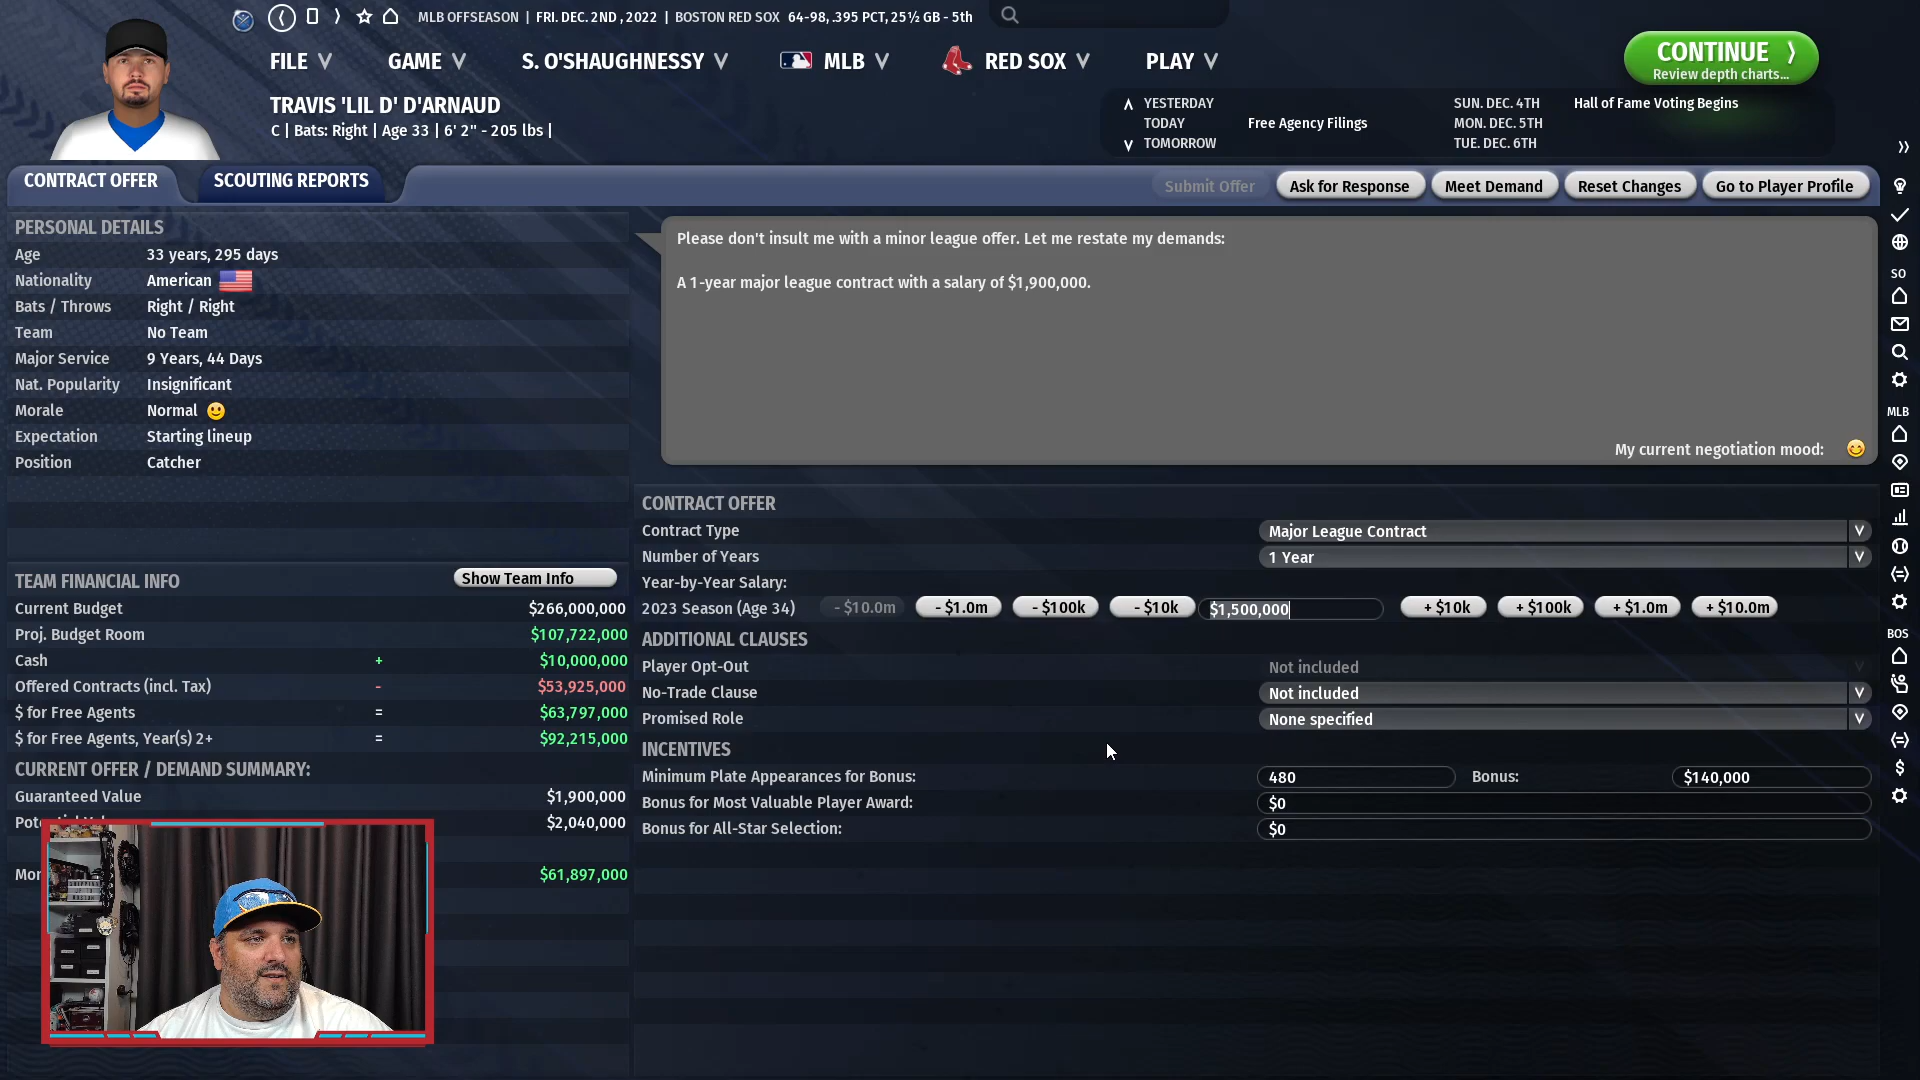 MLB OFFSEASON | FRI. DEC. 2ND , 2022 | BOSTON RED SOX 64-98, .395 PCT, 25½ GB - 5th
FILE GAME S. O'SHAUGHNESSY MLB RED SOX PLAY
CONTINUE
Review depth charts...
TRAVIS 'LIL D' D'ARNAUD
C | Bats: Right | Age 33 | 6' 2" - 205 lbs |
YESTERDAY
TODAY Free Agency Filings
TOMORROW
SUN. DEC. 4TH Hall of Fame Voting Begins
MON. DEC. 5TH
TUE. DEC. 6TH
CONTRACT OFFER SCOUTING REPORTS
Submit Offer Ask for Response Meet Demand Reset Changes Go to Player Profile
PERSONAL DETAILS
Age 33 years, 295 days
Nationality American
Bats / Throws Right / Right
Team No Team
Major Service 9 Years, 44 Days
Nat. Popularity Insignificant
Morale Normal
Expectation Starting lineup
Position Catcher
Please don't insult me with a minor league offer. Let me restate my demands:
A 1-year major league contract with a salary of $1,900,000.
My current negotiation mood:
TEAM FINANCIAL INFO Show Team Info
Current Budget $266,000,000
Proj. Budget Room $107,722,000
Cash + $10,000,000
Offered Contracts (incl. Tax) - $53,925,000
$ for Free Agents = $63,797,000
$ for Free Agents, Year(s) 2+ = $92,215,000
CURRENT OFFER / DEMAND SUMMARY:
Guaranteed Value $1,900,000
$2,040,000
$61,897,000
CONTRACT OFFER
Contract Type Major League Contract
Number of Years 1 Year
Year-by-Year Salary:
2023 Season (Age 34) - $10.0m - $1.0m - $100k - $10k $1,500,000 + $10k + $100k + $1.0m + $10.0m
ADDITIONAL CLAUSES
Player Opt-Out Not included
No-Trade Clause Not included
Promised Role None specified
INCENTIVES
Minimum Plate Appearances for Bonus: 480 Bonus: $140,000
Bonus for Most Valuable Player Award: $0
Bonus for All-Star Selection: $0
SO
MLB
BOS